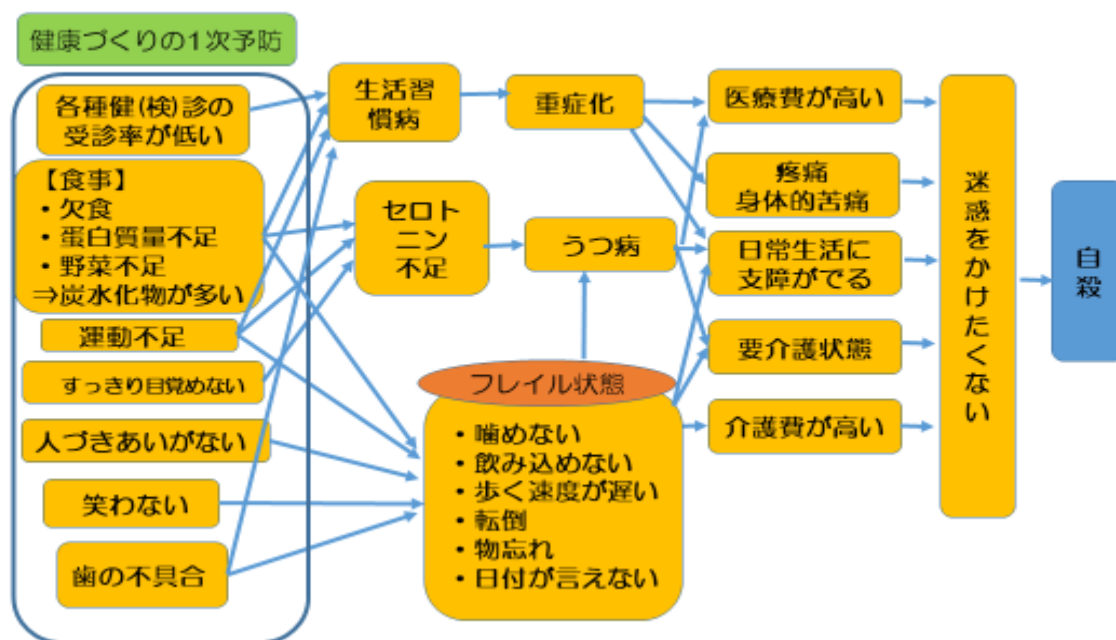 健康づくりの1次予防
各種健(検)診の
受診率が低い
【食事】
・欠食
・蛋白質量不足
・野菜不足
⇒炭水化物が多い
運動不足
すっきり目覚めない
人づきあいがない
笑わない
歯の不具合
生活習
慣病
セロト
ニン
不足
重症化
うつ病
フレイル状態
・噛めない
・飲み込めない
・歩く速度が遅い
・転倒
・物忘れ
・日付が言えない
医療費が高い
疼痛
身体的苦痛
日常生活に
支障がでる
要介護状態
介護費が高い
迷惑をかけたくない
自殺